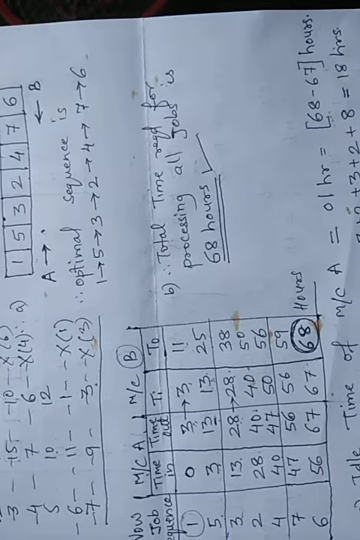 -3 - 15 - 10 - X(6)
-4 - 7 - 6 - X(4) ∴ a)
5 10 12
-6 - 11 - 1 - X(1)
-7 - 9 - 3 - X(3)
1 5 3 2 4 7 6
A → · ← B
∴ optimal sequence is
1→5→3→2→4→7→6.
b) ∴ Total Time reqd for
processing all Jobs is
68 hours
Now
Job sequence | M/C A Time in | Time out | M/C B Ti | To
1 | 0 | 3 → | 3 | 11
5 | 3 | 13 | 13 | 25
3 | 13 | 28 → | 28 | 38
2 | 28 | 40 | 40 | 50
4 | 40 | 47 | 50 | 56
7 | 47 | 56 | 56 | 59
6 | 56 | 67 | 67 | 68 Hours
Idle Time of M/C A = 01 hr = [68-67] hours.
+3+2+8 = 18 hrs.